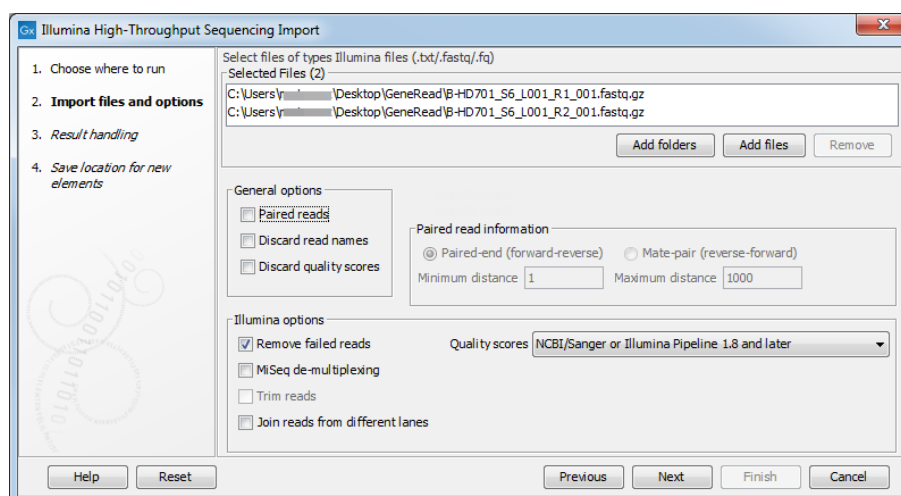 Gx Illumina High-Throughput Sequencing Import
1. Choose where to run
2. Import files and options
3. Result handling
4. Save location for new
elements
Select files of types Illumina files (.txt/.fastq/.fq)
Selected Files (2)
C:\Users\ \Desktop\GeneRead\B-HD701_S6_L001_R1_001.fastq.gz
C:\Users\ \Desktop\GeneRead\B-HD701_S6_L001_R2_001.fastq.gz
Add folders Add files Remove
General options
Paired reads
Discard read names
Discard quality scores
Paired read information
Paired-end (forward-reverse) Mate-pair (reverse-forward)
Minimum distance 1 Maximum distance 1000
Illumina options
Remove failed reads Quality scores NCBI/Sanger or Illumina Pipeline 1.8 and later
MiSeq de-multiplexing
Trim reads
Join reads from different lanes
Help Reset Previous Next Finish Cancel